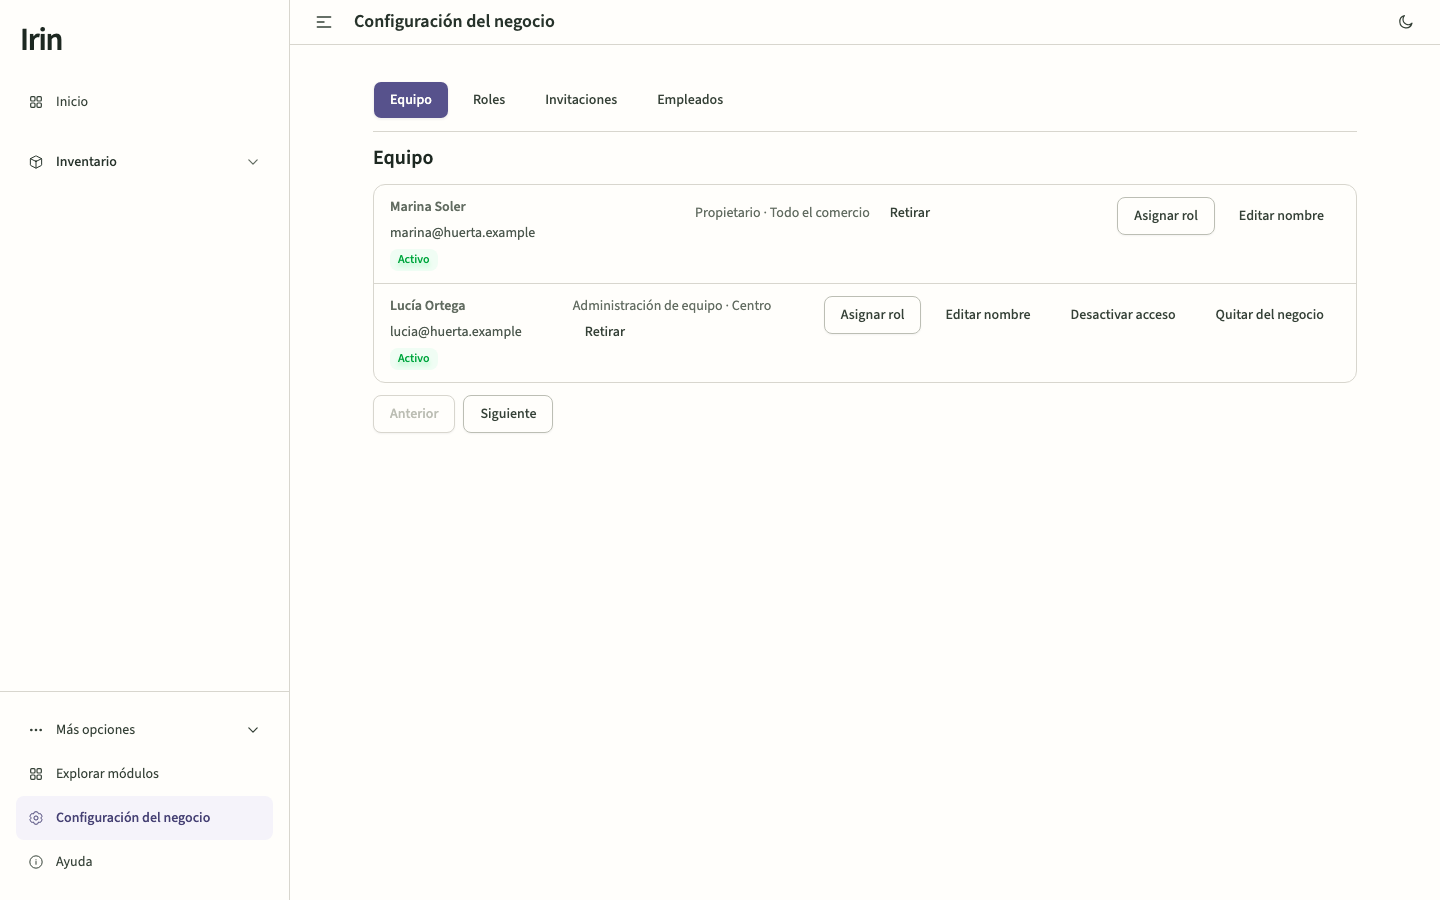 Irin
Inicio
Inventario
Más opciones
Explorar módulos
Configuración del negocio
Ayuda
Configuración del negocio
Equipo
Roles
Invitaciones
Empleados
Equipo
Marina Soler
marina@huerta.example
Activo
Propietario · Todo el comercio
Retirar
Asignar rol
Editar nombre
Lucía Ortega
lucia@huerta.example
Activo
Administración de equipo · Centro
Retirar
Asignar rol
Editar nombre
Desactivar acceso
Quitar del negocio
Anterior
Siguiente